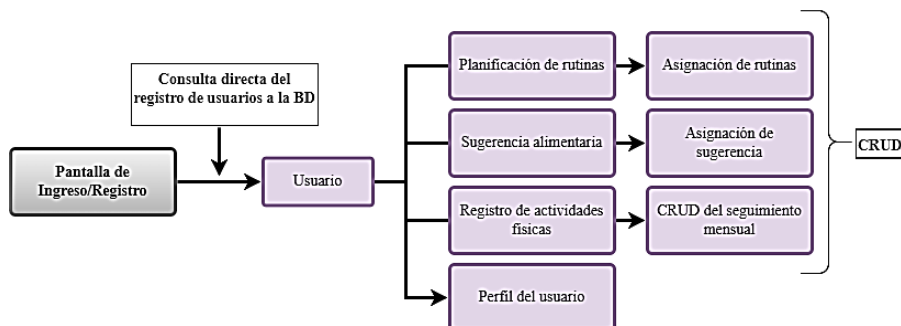 Consulta directa del
registro de usuarios a la BD
Pantalla de
Ingreso/Registro
Usuario
Planificación de rutinas
Asignación de rutinas
Sugerencia alimentaria
Asignación de
sugerencia
Registro de actividades
físicas
CRUD del seguimiento
mensual
Perfil del usuario
CRUD